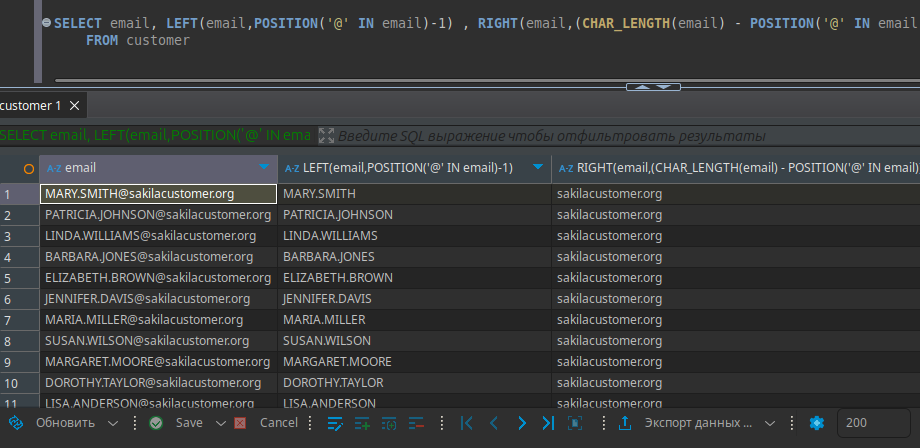 SELECT email, LEFT(email,POSITION('@' IN email)-1) , RIGHT(email,(CHAR_LENGTH(email) - POSITION('@' IN email
FROM customer
customer 1
SELECT email, LEFT(email,POSITION('@' IN ema Введите SQL выражение чтобы отфильтровать результаты
A-Z email A-Z LEFT(email,POSITION('@' IN email)-1) A-Z RIGHT(email,(CHAR_LENGTH(email) - POSITION('@' IN email)
1 MARY.SMITH@sakilacustomer.org MARY.SMITH sakilacustomer.org
2 PATRICIA.JOHNSON@sakilacustomer.org PATRICIA.JOHNSON sakilacustomer.org
3 LINDA.WILLIAMS@sakilacustomer.org LINDA.WILLIAMS sakilacustomer.org
4 BARBARA.JONES@sakilacustomer.org BARBARA.JONES sakilacustomer.org
5 ELIZABETH.BROWN@sakilacustomer.org ELIZABETH.BROWN sakilacustomer.org
6 JENNIFER.DAVIS@sakilacustomer.org JENNIFER.DAVIS sakilacustomer.org
7 MARIA.MILLER@sakilacustomer.org MARIA.MILLER sakilacustomer.org
8 SUSAN.WILSON@sakilacustomer.org SUSAN.WILSON sakilacustomer.org
9 MARGARET.MOORE@sakilacustomer.org MARGARET.MOORE sakilacustomer.org
10 DOROTHY.TAYLOR@sakilacustomer.org DOROTHY.TAYLOR sakilacustomer.org
11 LISA.ANDERSON@sakilacustomer.org LISA.ANDERSON sakilacustomer.org
Обновить Save Cancel Экспорт данных ... 200